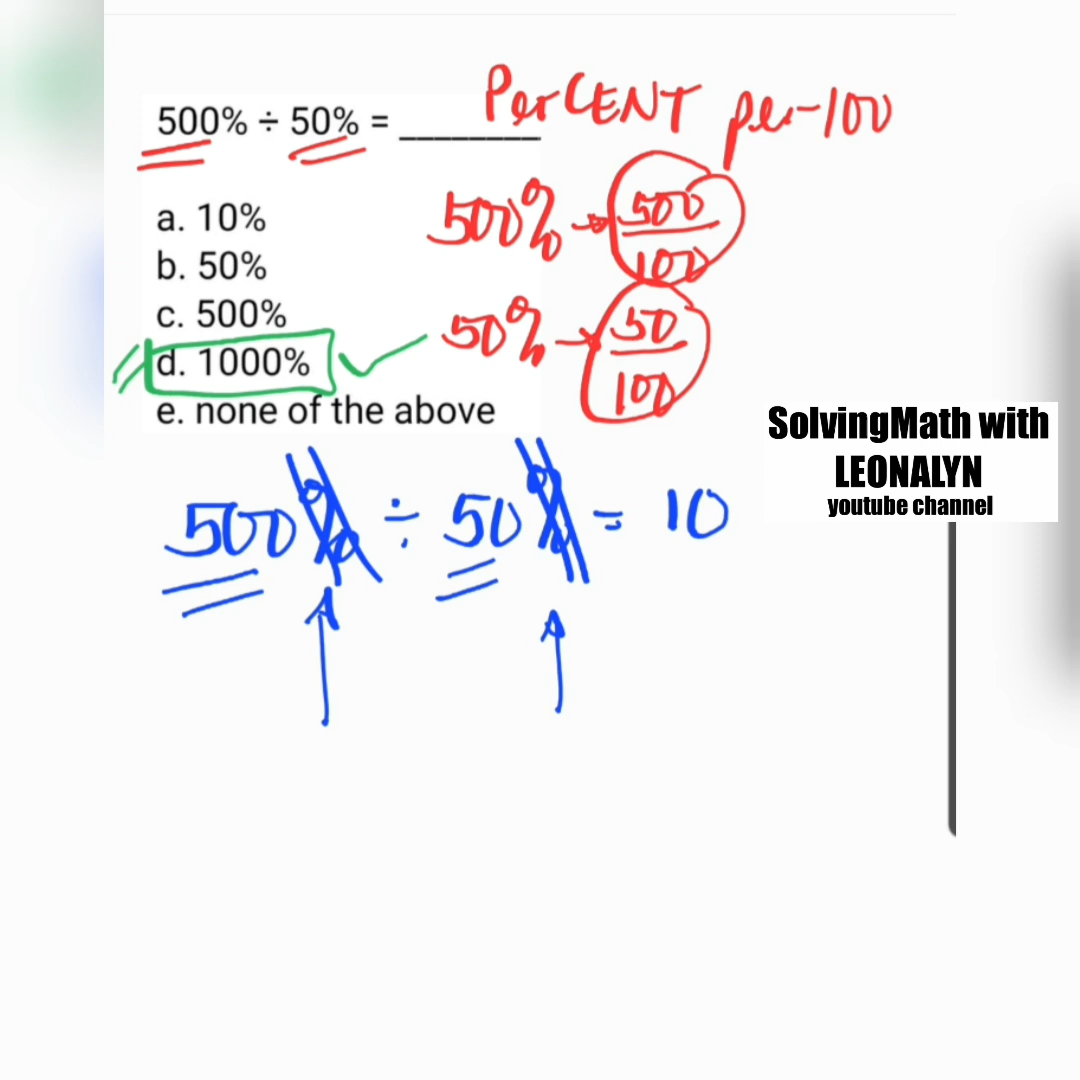 PerCENT per-100
500% ÷ 50% = ________
500% → 500/100
a. 10%
b. 50%
50% → 50/100
c. 500%
d. 1000%
e. none of the above
SolvingMath with
LEONALYN
youtube channel
500% ÷ 50% = 10